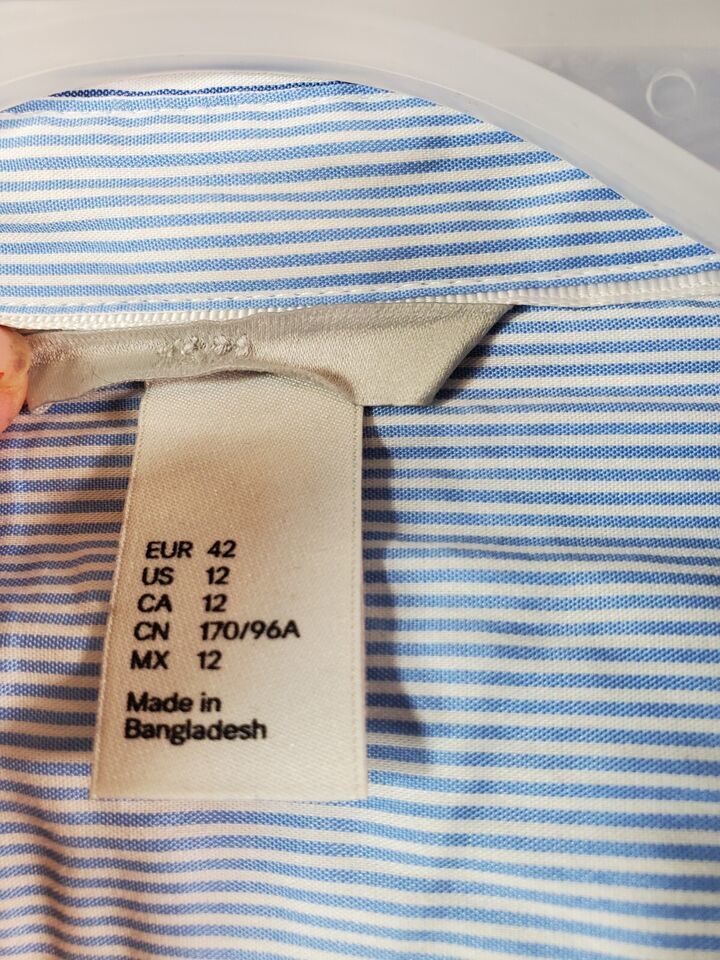 EUR 42
US 12
CA 12
CN 170/96A
MX 12
Made in
Bangladesh